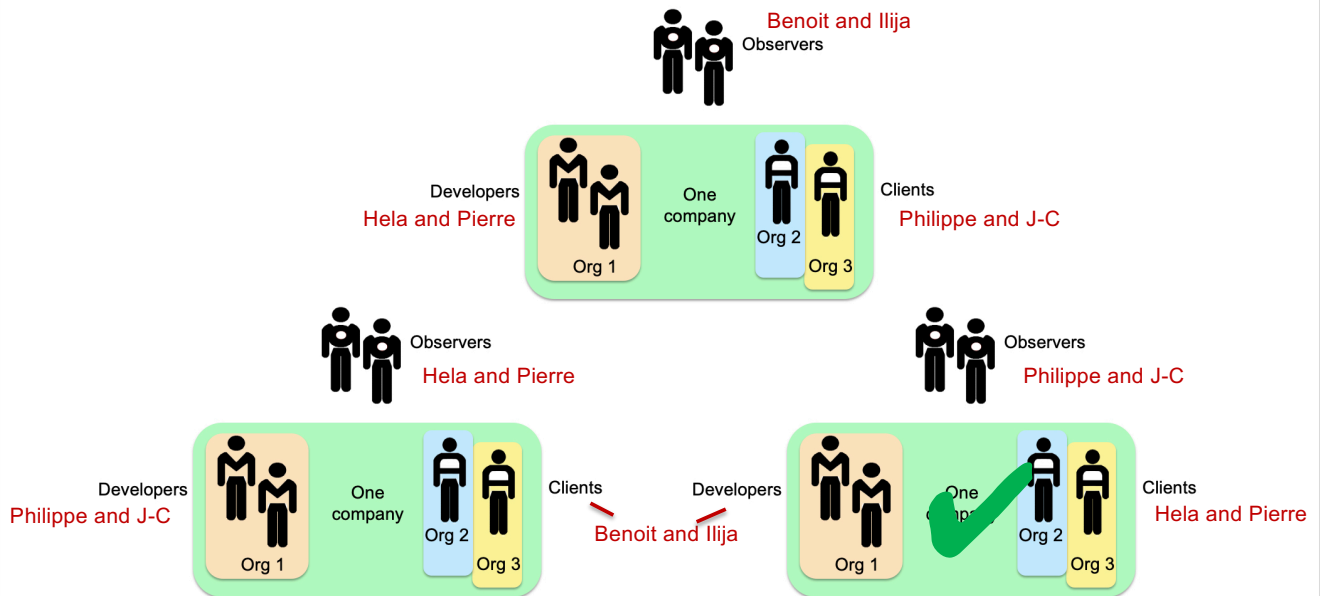 Benoit and Ilija
Observers
Developers
Hela and Pierre
One
company
Org 1
Org 2
Org 3
Clients
Philippe and J-C
Observers
Hela and Pierre
Developers
Philippe and J-C
One
company
Org 1
Org 2
Org 3
Clients
Benoit and Ilija
Observers
Philippe and J-C
Developers
One
company
Org 1
Org 2
Org 3
Clients
Hela and Pierre